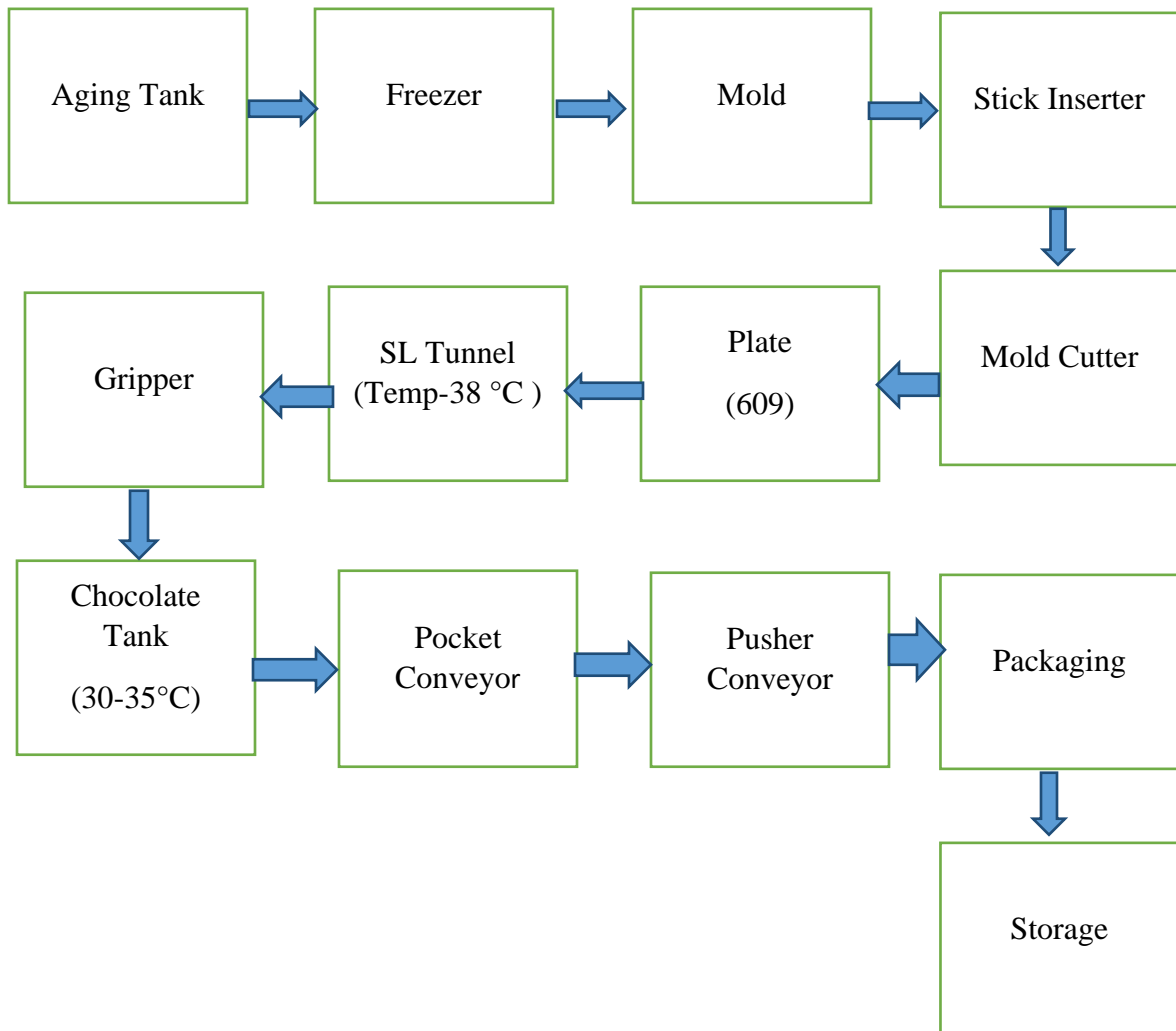 Aging Tank
Freezer
Mold
Stick Inserter
Mold Cutter
Plate
(609)
SL Tunnel
(Temp-38 °C )
Gripper
Chocolate
Tank
(30-35°C)
Pocket
Conveyor
Pusher
Conveyor
Packaging
Storage